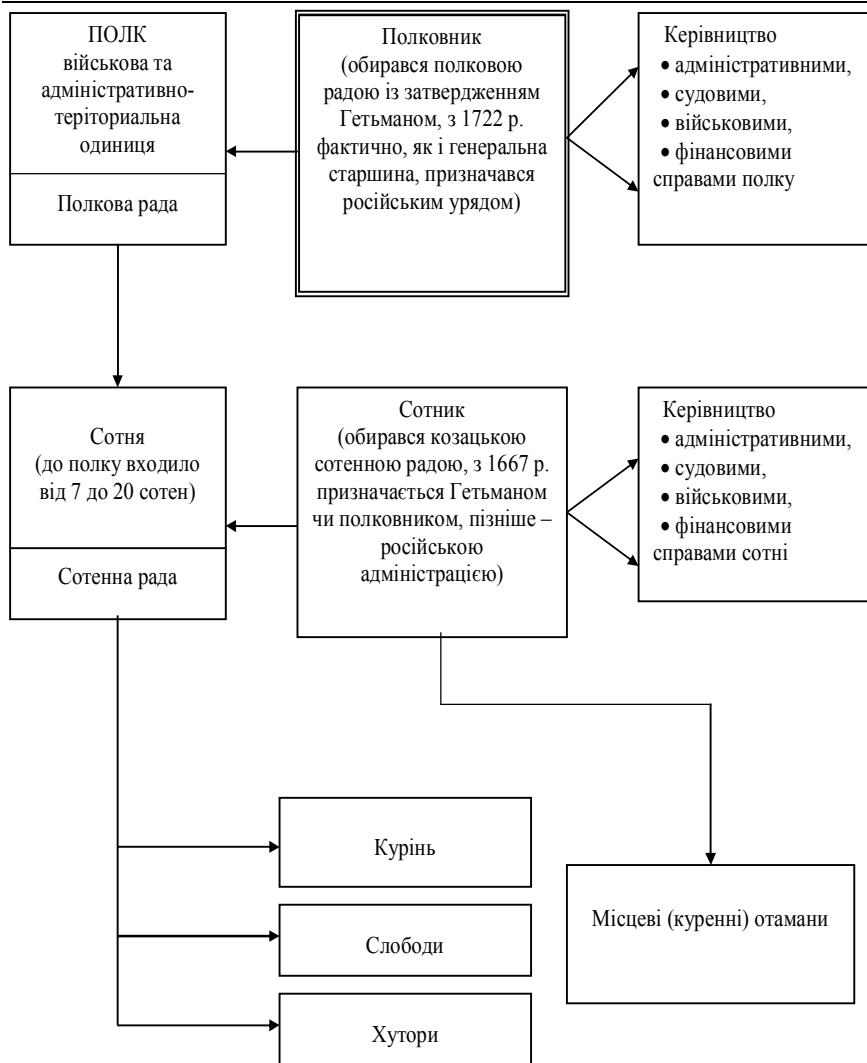 ПОЛК
військова та
адміністративно-
теріториальна
одиниця
Полкова рада
Полковник
(обирався полковою
радою із затвердженням
Гетьманом, з 1722 р.
фактично, як і генеральна
старшина, призначався
російським урядом)
Керівництво
• адміністративними,
• судовими,
• військовими,
• фінансовими
справами полку
Сотня
(до полку входило
від 7 до 20 сотен)
Сотенна рада
Сотник
(обирався козацькою
сотенною радою, з 1667 р.
призначається Гетьманом
чи полковником, пізніше –
російською
адміністрацією)
Керівництво
• адміністративними,
• судовими,
• військовими,
• фінансовими
справами сотні
Курінь
Слободи
Хутори
Місцеві (куренні) отамани